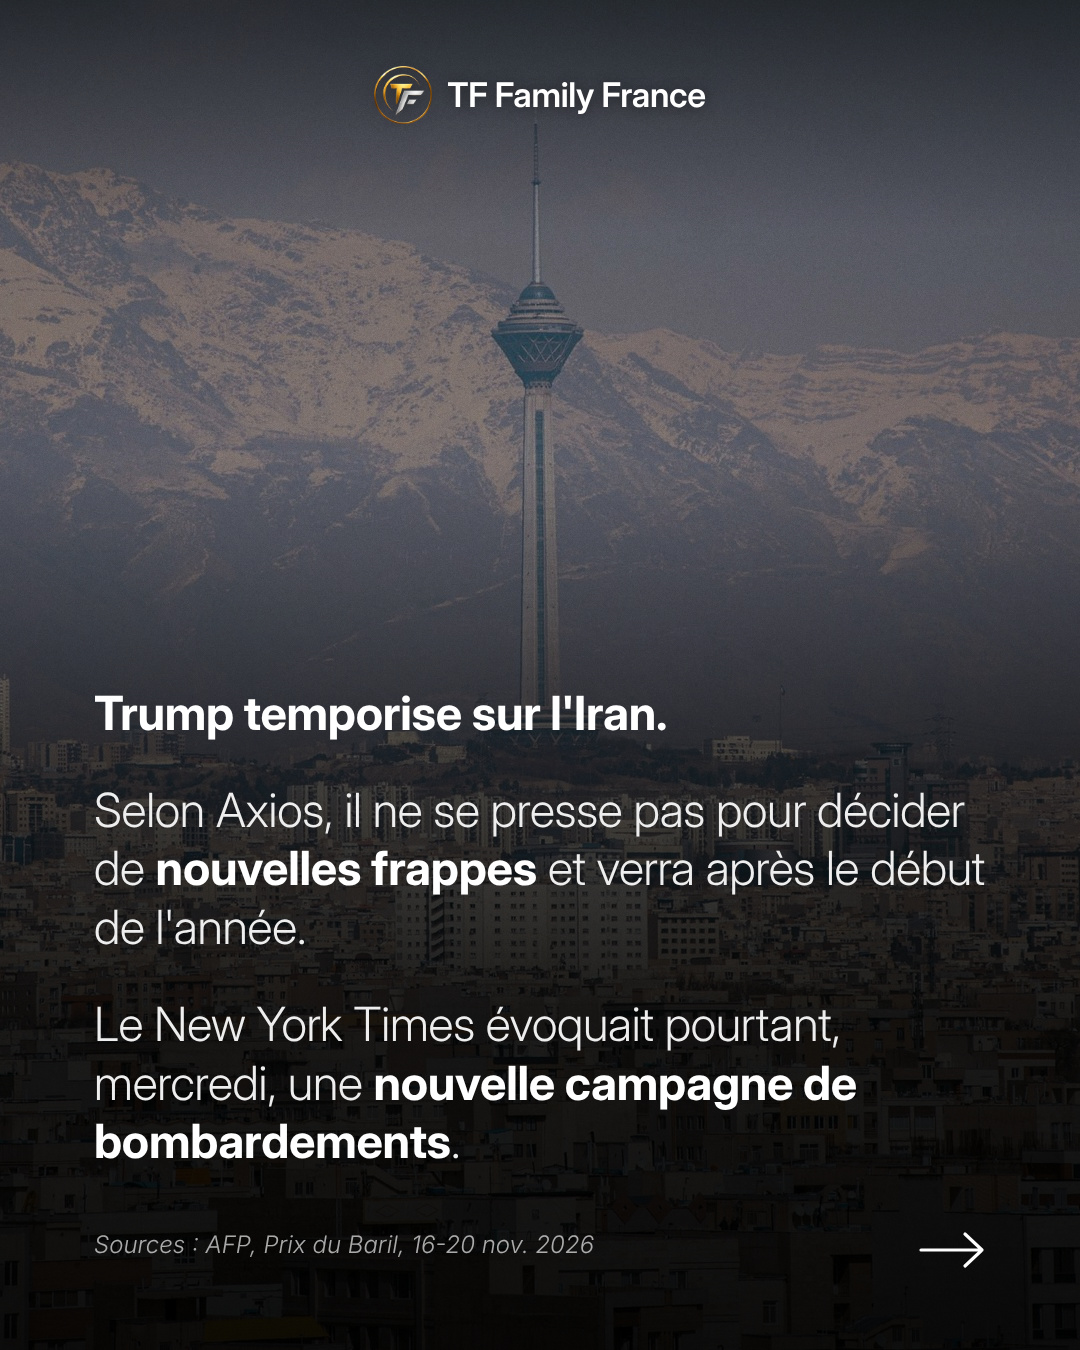 TF TF Family France
Trump temporise sur l'Iran.
Selon Axios, il ne se presse pas pour décider
de nouvelles frappes et verra après le début
de l'année.
Le New York Times évoquait pourtant,
mercredi, une nouvelle campagne de
bombardements.
Sources : AFP, Prix du Baril, 16-20 nov. 2026